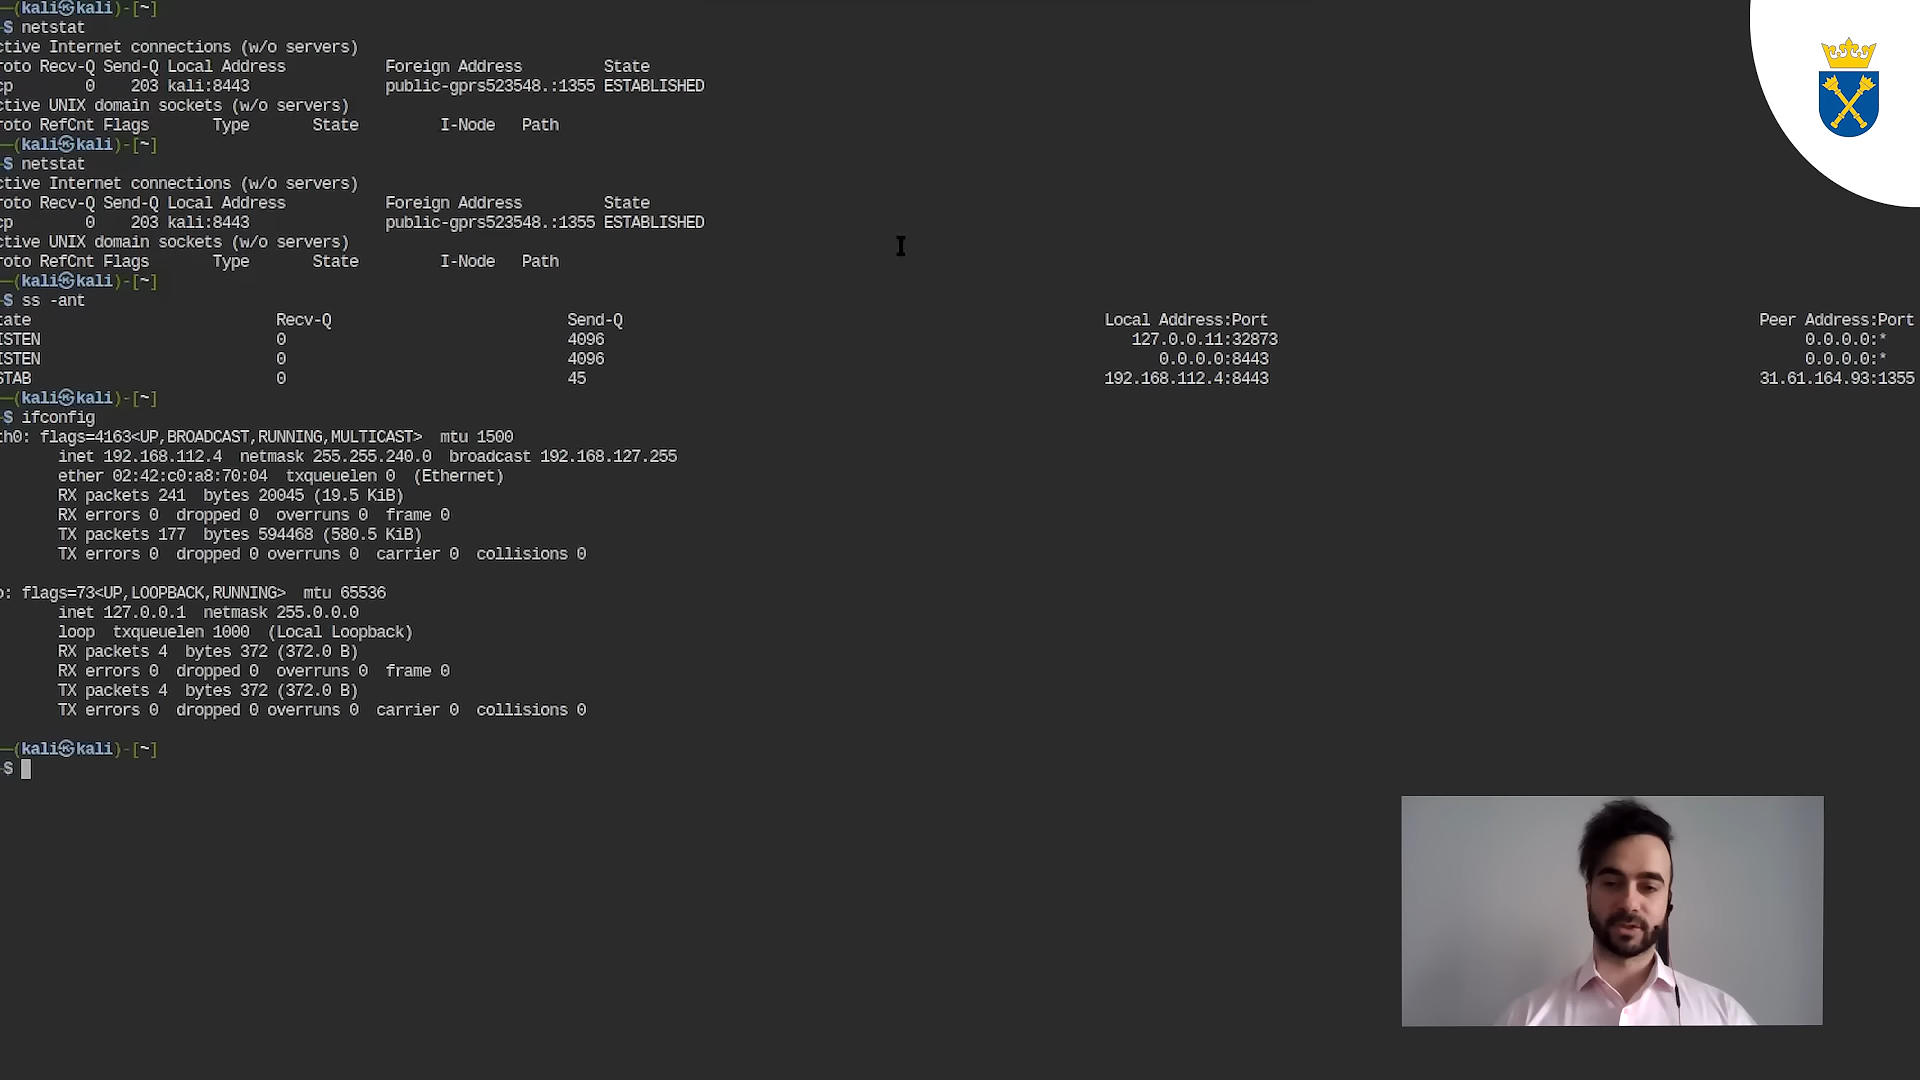 (kali㉿kali)-[~]
$ netstat
ctive Internet connections (w/o servers)
roto Recv-Q Send-Q Local Address Foreign Address State
cp 0 203 kali:8443 public-gprs523548.:1355 ESTABLISHED
ctive UNIX domain sockets (w/o servers)
roto RefCnt Flags Type State I-Node Path
(kali㉿kali)-[~]
$ netstat
ctive Internet connections (w/o servers)
roto Recv-Q Send-Q Local Address Foreign Address State
cp 0 203 kali:8443 public-gprs523548.:1355 ESTABLISHED
ctive UNIX domain sockets (w/o servers)
roto RefCnt Flags Type State I-Node Path
(kali㉿kali)-[~]
$ ss -ant
tate Recv-Q Send-Q Local Address:Port Peer Address:Port
ISTEN 0 4096 127.0.0.11:32873 0.0.0.0:*
ISTEN 0 4096 0.0.0.0:8443 0.0.0.0:*
STAB 0 45 192.168.112.4:8443 31.61.164.93:1355
(kali㉿kali)-[~]
$ ifconfig
th0: flags=4163<UP,BROADCAST,RUNNING,MULTICAST> mtu 1500
inet 192.168.112.4 netmask 255.255.240.0 broadcast 192.168.127.255
ether 02:42:c0:a8:70:04 txqueuelen 0 (Ethernet)
RX packets 241 bytes 20045 (19.5 KiB)
RX errors 0 dropped 0 overruns 0 frame 0
TX packets 177 bytes 594468 (580.5 KiB)
TX errors 0 dropped 0 overruns 0 carrier 0 collisions 0
o: flags=73<UP,LOOPBACK,RUNNING> mtu 65536
inet 127.0.0.1 netmask 255.0.0.0
loop txqueuelen 1000 (Local Loopback)
RX packets 4 bytes 372 (372.0 B)
RX errors 0 dropped 0 overruns 0 frame 0
TX packets 4 bytes 372 (372.0 B)
TX errors 0 dropped 0 overruns 0 carrier 0 collisions 0
(kali㉿kali)-[~]
$